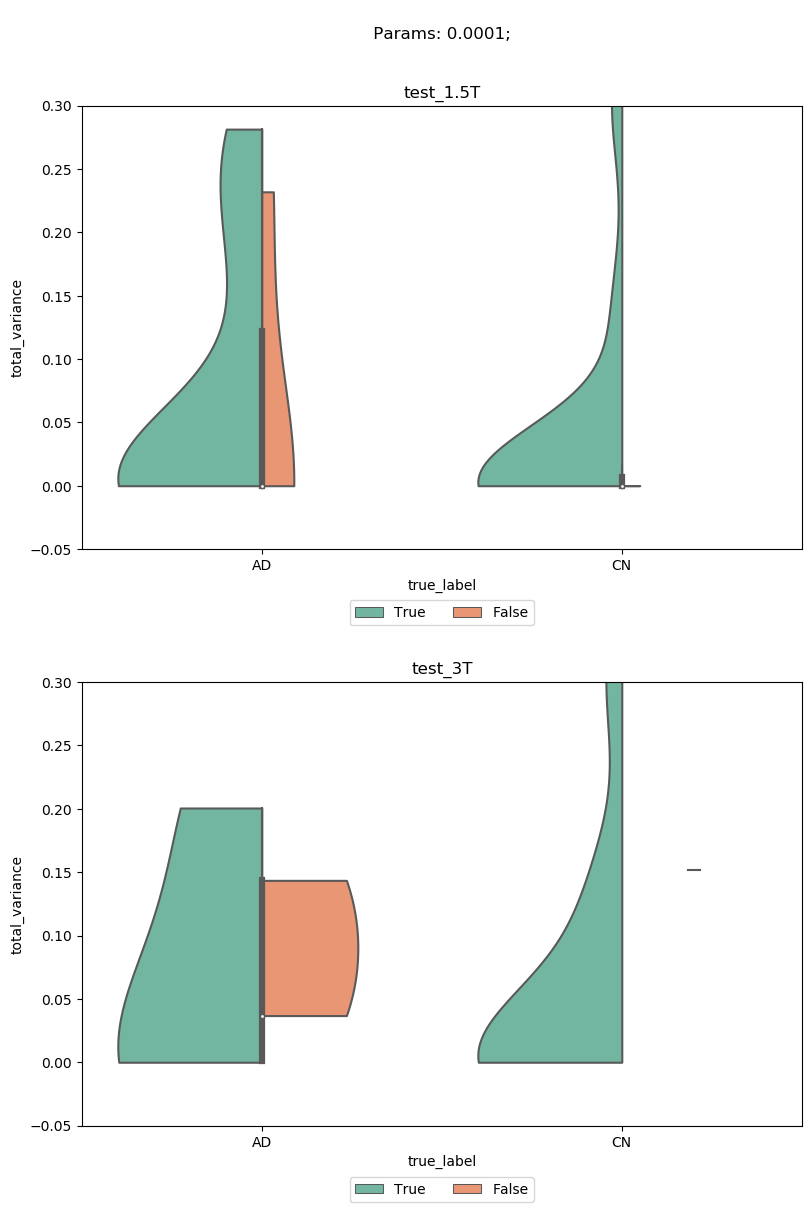 Params: 0.0001;
test_1.5T
0.30
0.25
0.20
0.15
0.10
0.05
0.00
−0.05
total_variance
AD CN
true_label
True False
test_3T
0.30
0.25
0.20
0.15
0.10
0.05
0.00
−0.05
total_variance
AD CN
true_label
True False